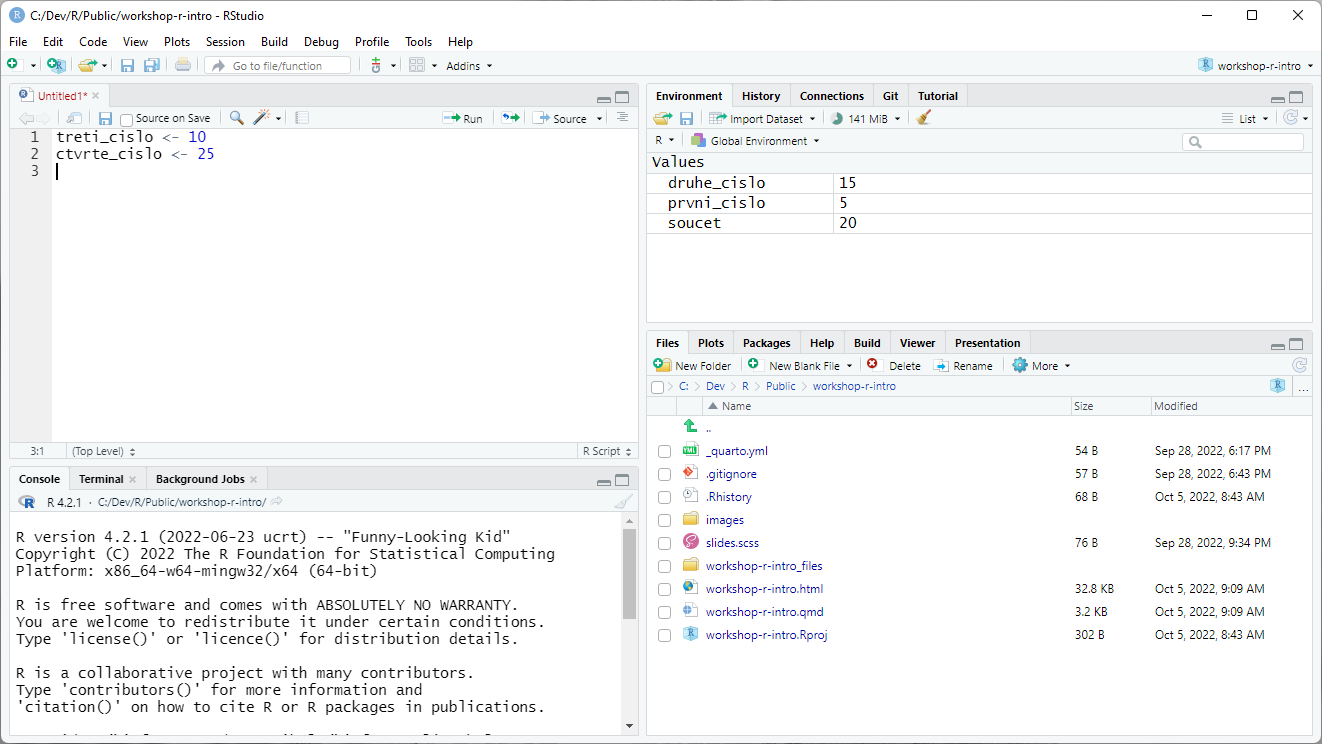 C:/Dev/R/Public/workshop-r-intro - RStudio
File Edit Code View Plots Session Build Debug Profile Tools Help
Go to file/function Addins workshop-r-intro
Untitled1*
Source on Save Run Source
1 treti_cislo <- 10
2 ctvrte_cislo <- 25
3
3:1 (Top Level) R Script
Console Terminal Background Jobs
R 4.2.1 · C:/Dev/R/Public/workshop-r-intro/
R version 4.2.1 (2022-06-23 ucrt) -- "Funny-Looking Kid"
Copyright (C) 2022 The R Foundation for Statistical Computing
Platform: x86_64-w64-mingw32/x64 (64-bit)
R is free software and comes with ABSOLUTELY NO WARRANTY.
You are welcome to redistribute it under certain conditions.
Type 'license()' or 'licence()' for distribution details.
R is a collaborative project with many contributors.
Type 'contributors()' for more information and
'citation()' on how to cite R or R packages in publications.
Environment History Connections Git Tutorial
Import Dataset 141 MiB List
R Global Environment
Values
druhe_cislo 15
prvni_cislo 5
soucet 20
Files Plots Packages Help Build Viewer Presentation
New Folder New Blank File Delete Rename More
C: Dev R Public workshop-r-intro ...
Name Size Modified
..
_quarto.yml 54 B Sep 28, 2022, 6:17 PM
.gitignore 57 B Sep 28, 2022, 6:43 PM
.Rhistory 68 B Oct 5, 2022, 8:43 AM
images
slides.scss 76 B Sep 28, 2022, 9:34 PM
workshop-r-intro_files
workshop-r-intro.html 32.8 KB Oct 5, 2022, 9:09 AM
workshop-r-intro.qmd 3.2 KB Oct 5, 2022, 9:09 AM
workshop-r-intro.Rproj 302 B Oct 5, 2022, 8:43 AM